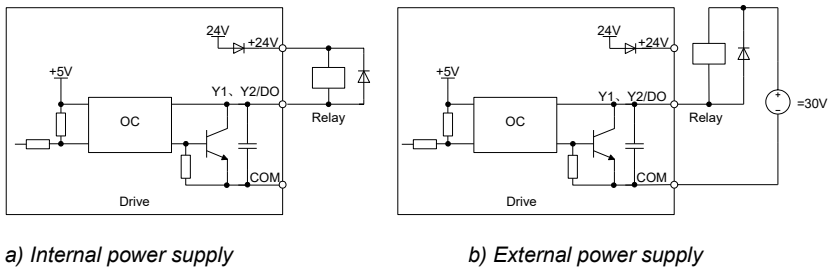 24V
+24V
+5V
Y1、Y2/DO
OC
Relay
COM
Drive
24V
+24V
+5V
Y1、Y2/DO
=30V
OC
Relay
COM
Drive
a) Internal power supply
b) External power supply